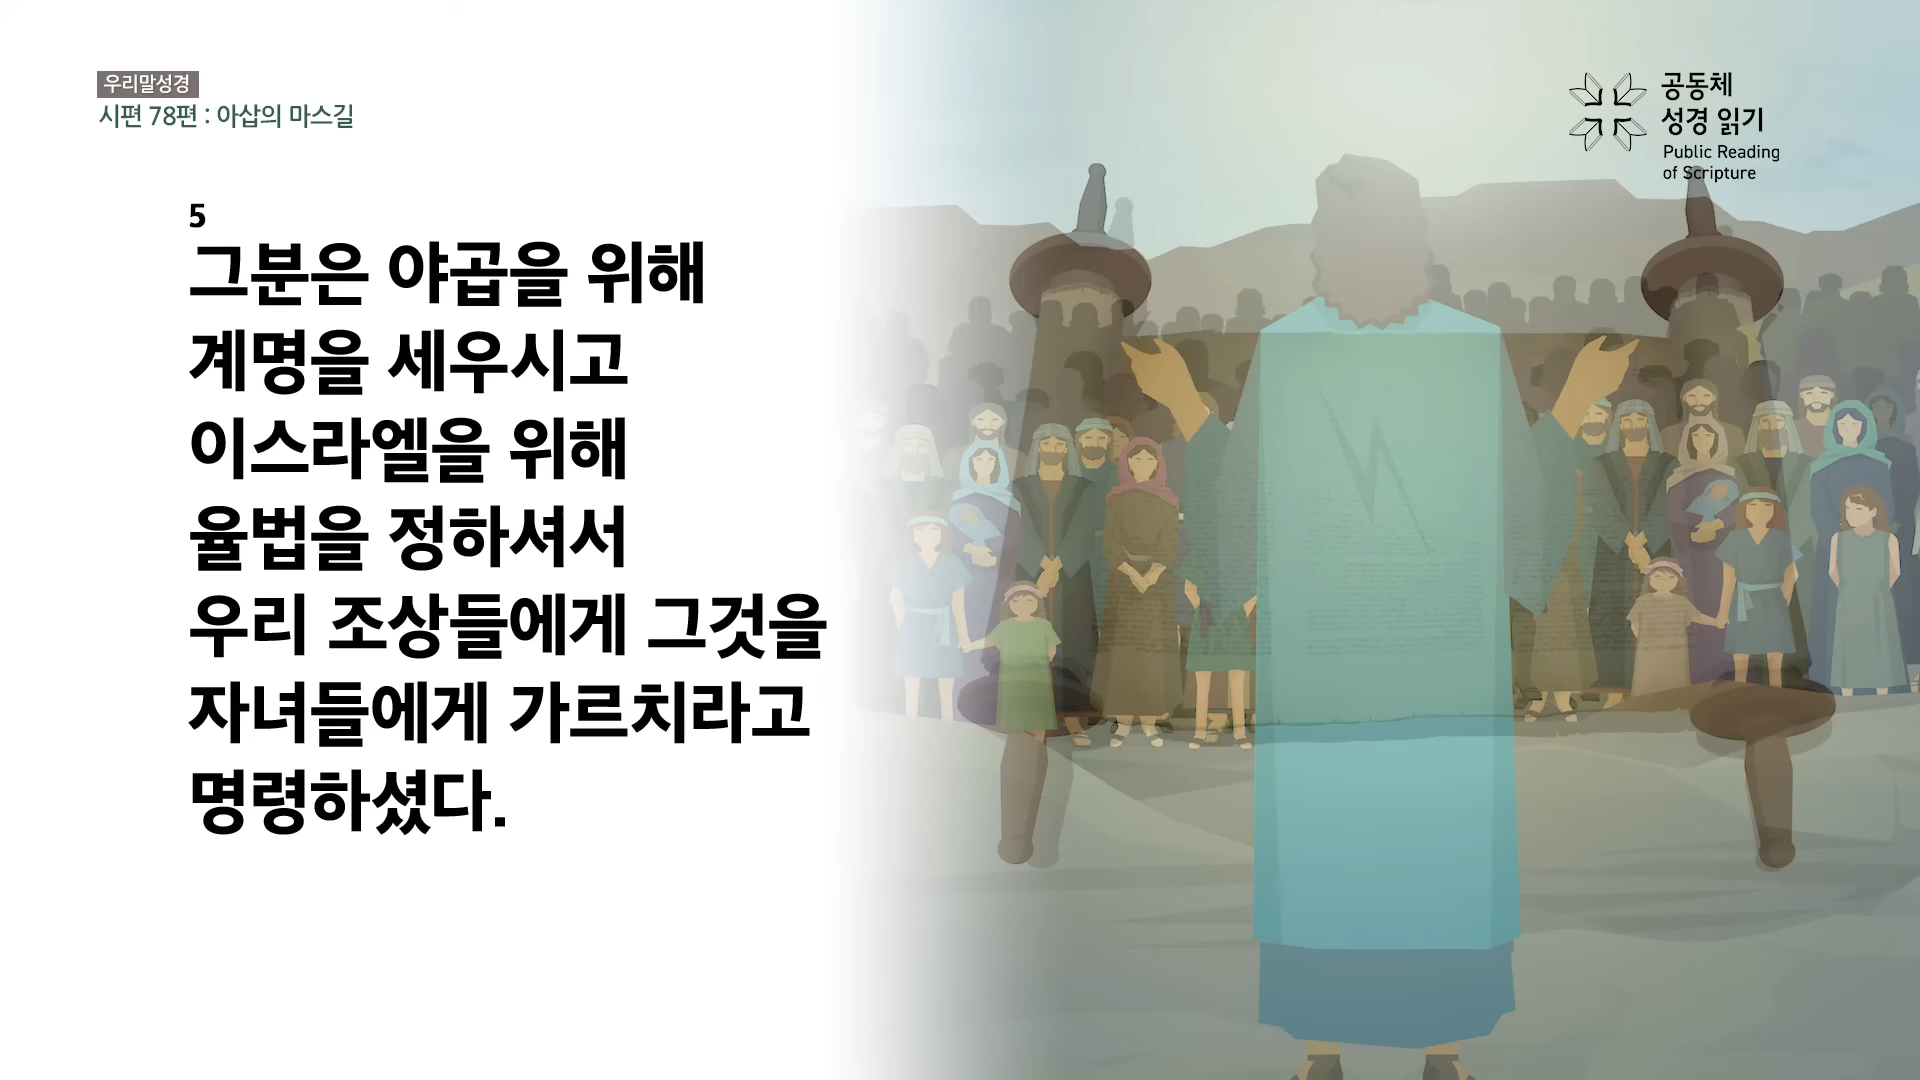 우리말성경
시편 78편 : 아삽의 마스길
공동체
성경 읽기
Public Reading
of Scripture
5
그분은 야곱을 위해
계명을 세우시고
이스라엘을 위해
율법을 정하셔서
우리 조상들에게 그것을
자녀들에게 가르치라고
명령하셨다.